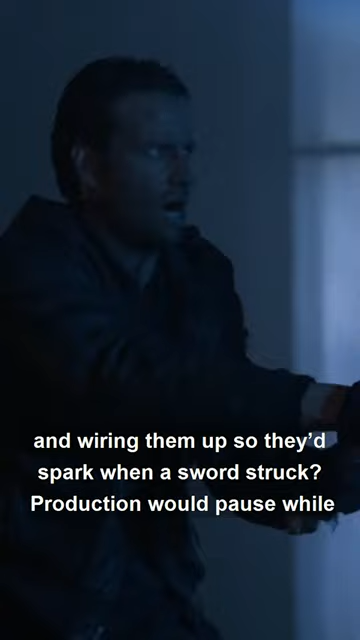 and wiring them up so they’d
spark when a sword struck?
Production would pause while